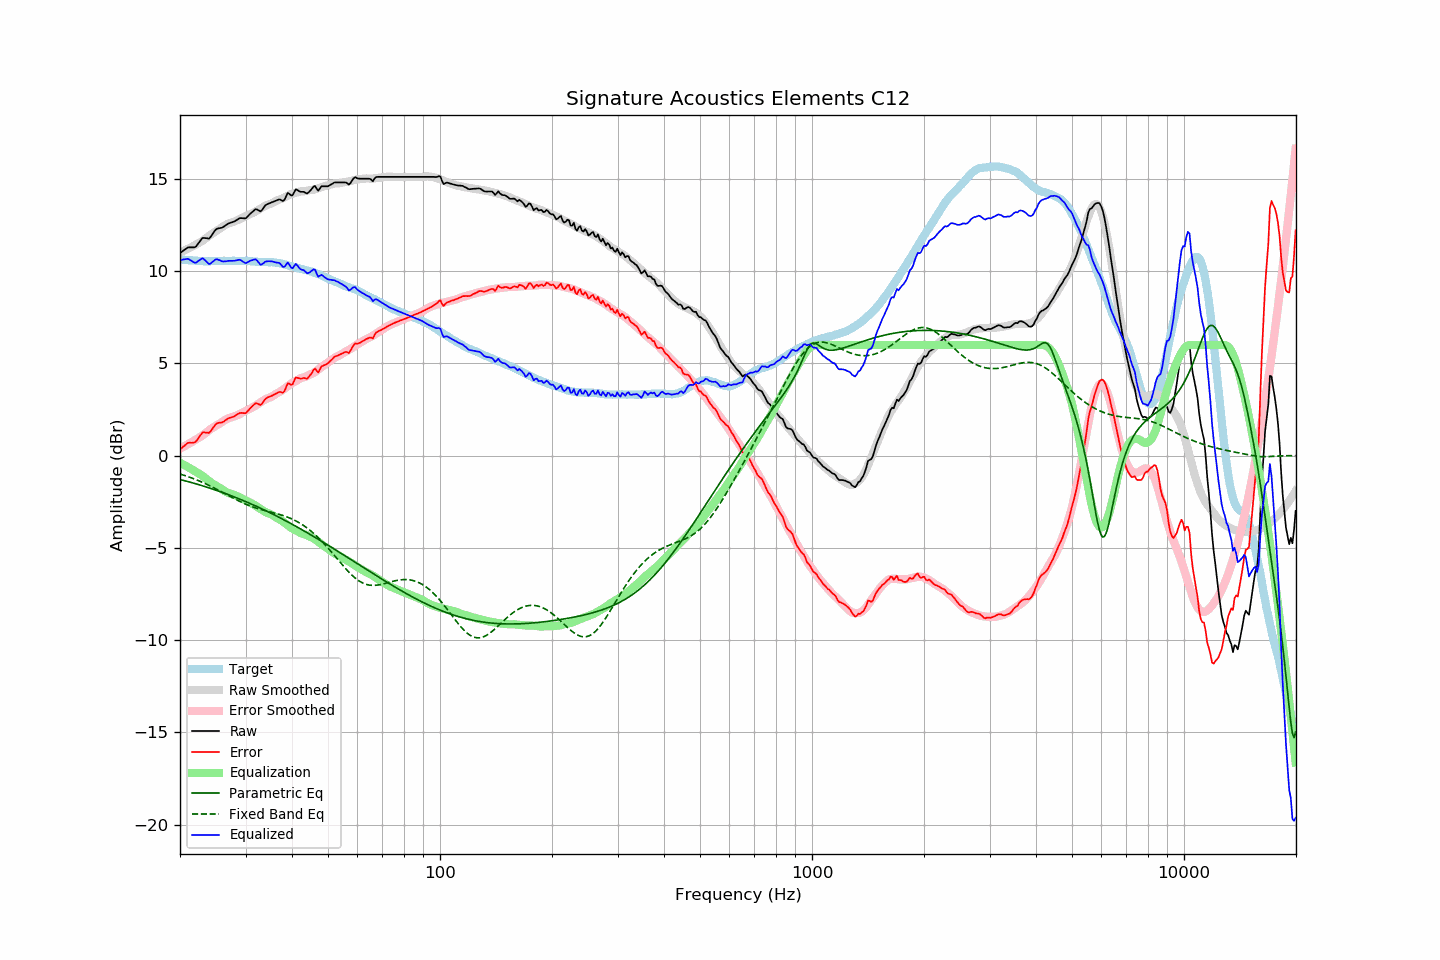 Signature Acoustics Elements C12
Amplitude (dBr)
15
10
5
0
−5
−10
−15
−20
Target
Raw Smoothed
Error Smoothed
Raw
Error
Equalization
Parametric Eq
Fixed Band Eq
Equalized
100
1000
10000
Frequency (Hz)